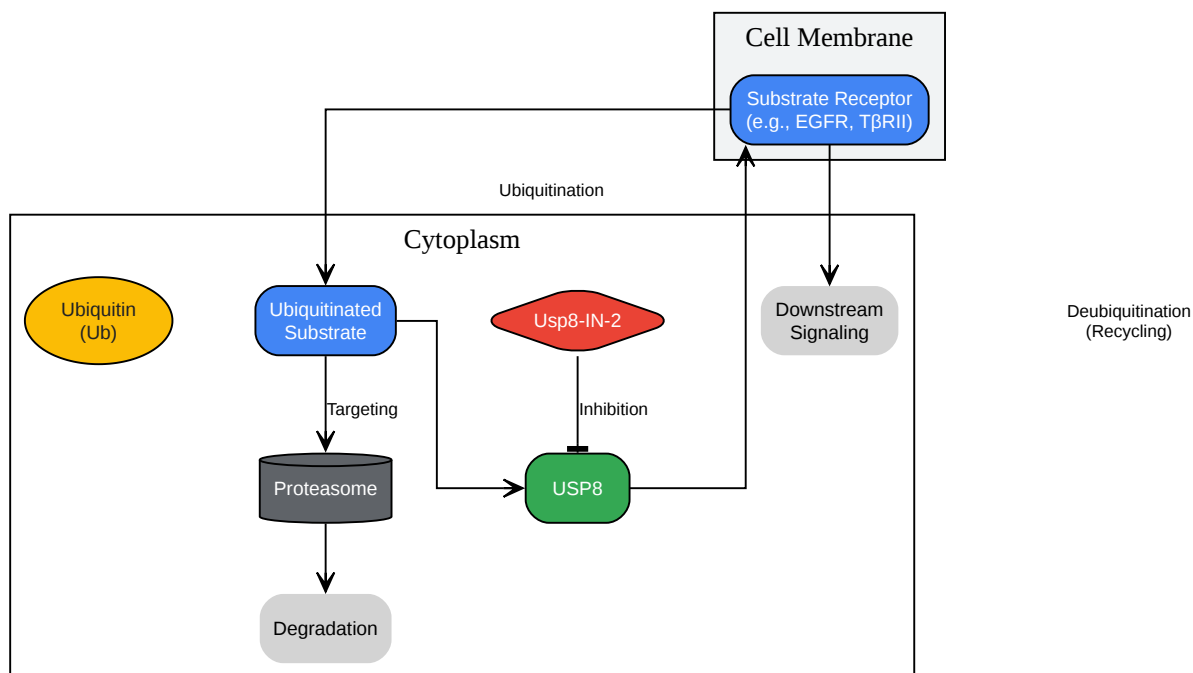 Cell Membrane
Substrate Receptor
(e.g., EGFR, TβRII)
Ubiquitination
Cytoplasm
Ubiquitin
(Ub)
Ubiquitinated
Substrate
Usp8-IN-2
Downstream
Signaling
Deubiquitination
(Recycling)
Targeting
Inhibition
Proteasome
USP8
Degradation